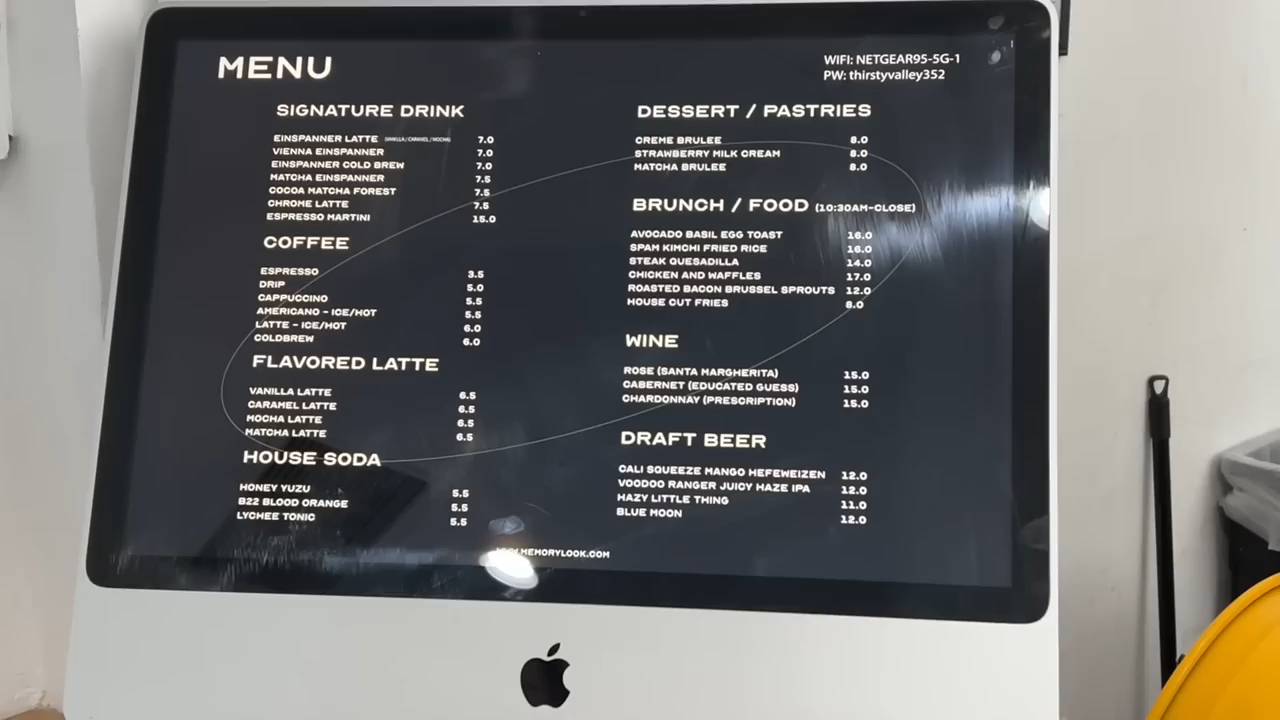 MENU
WIFI: NETGEAR95-5G-1
PW: thirstyvalley352
SIGNATURE DRINK
EINSPANNER LATTE (VANILLA / CARAMEL / MOCHA) 7.0
VIENNA EINSPANNER 7.0
EINSPANNER COLD BREW 7.0
MATCHA EINSPANNER 7.5
COCOA MATCHA FOREST 7.5
CHROME LATTE 7.5
ESPRESSO MARTINI 15.0
COFFEE
ESPRESSO 3.5
DRIP 5.0
CAPPUCCINO 5.5
AMERICANO - ICE/HOT 5.5
LATTE - ICE/HOT 6.0
COLDBREW 6.0
FLAVORED LATTE
VANILLA LATTE 6.5
CARAMEL LATTE 6.5
MOCHA LATTE 6.5
MATCHA LATTE 6.5
HOUSE SODA
HONEY YUZU 5.5
B22 BLOOD ORANGE 5.5
LYCHEE TONIC 5.5
DESSERT / PASTRIES
CREME BRULEE 8.0
STRAWBERRY MILK CREAM 8.0
MATCHA BRULEE 8.0
BRUNCH / FOOD (10:30AM-CLOSE)
AVOCADO BASIL EGG TOAST 16.0
SPAM KIMCHI FRIED RICE 16.0
STEAK QUESADILLA 14.0
CHICKEN AND WAFFLES 17.0
ROASTED BACON BRUSSEL SPROUTS 12.0
HOUSE CUT FRIES 8.0
WINE
ROSE (SANTA MARGHERITA) 15.0
CABERNET (EDUCATED GUESS) 15.0
CHARDONNAY (PRESCRIPTION) 15.0
DRAFT BEER
CALI SQUEEZE MANGO HEFEWEIZEN 12.0
VOODOO RANGER JUICY HAZE IPA 12.0
HAZY LITTLE THING 11.0
BLUE MOON 12.0
WWW.MEMORYLOOK.COM